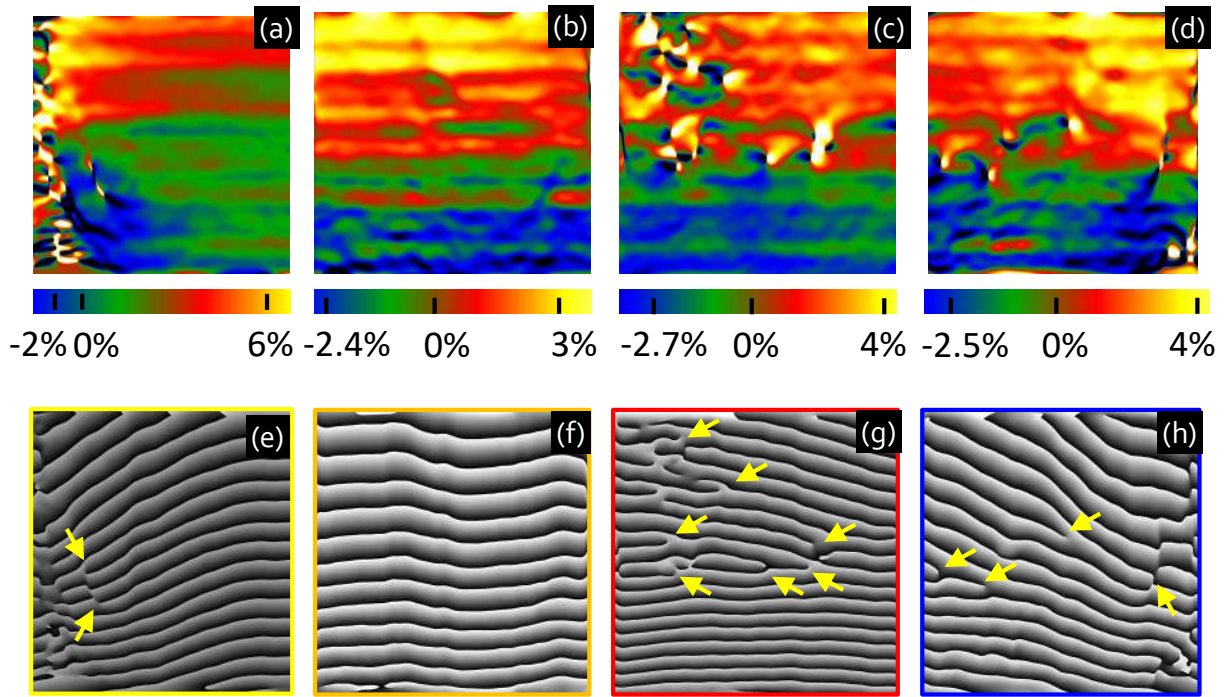 (a) (b) (c) (d)
-2% 0% 6% -2.4% 0% 3% -2.7% 0% 4% -2.5% 0% 4%
(e) (f) (g) (h)